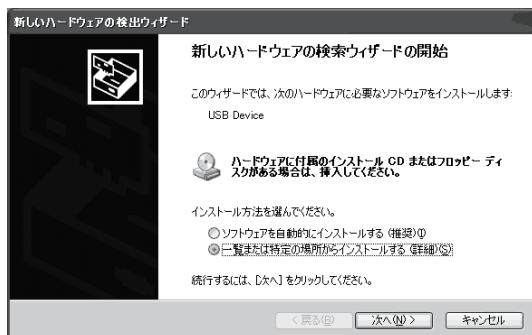 新しいハードウェアの検出ウィザード
新しいハードウェアの検索ウィザードの開始
このウィザードでは、次のハードウェアに必要なソフトウェアをインストールします:
USB Device
ハードウェアに付属のインストール CD またはフロッピー ディ
スクがある場合は、挿入してください。
インストール方法を選んでください。
ソフトウェアを自動的にインストールする (推奨)(I)
一覧または特定の場所からインストールする (詳細)(S)
続行するには、[次へ] をクリックしてください。
< 戻る(B) 次へ(N) > キャンセル